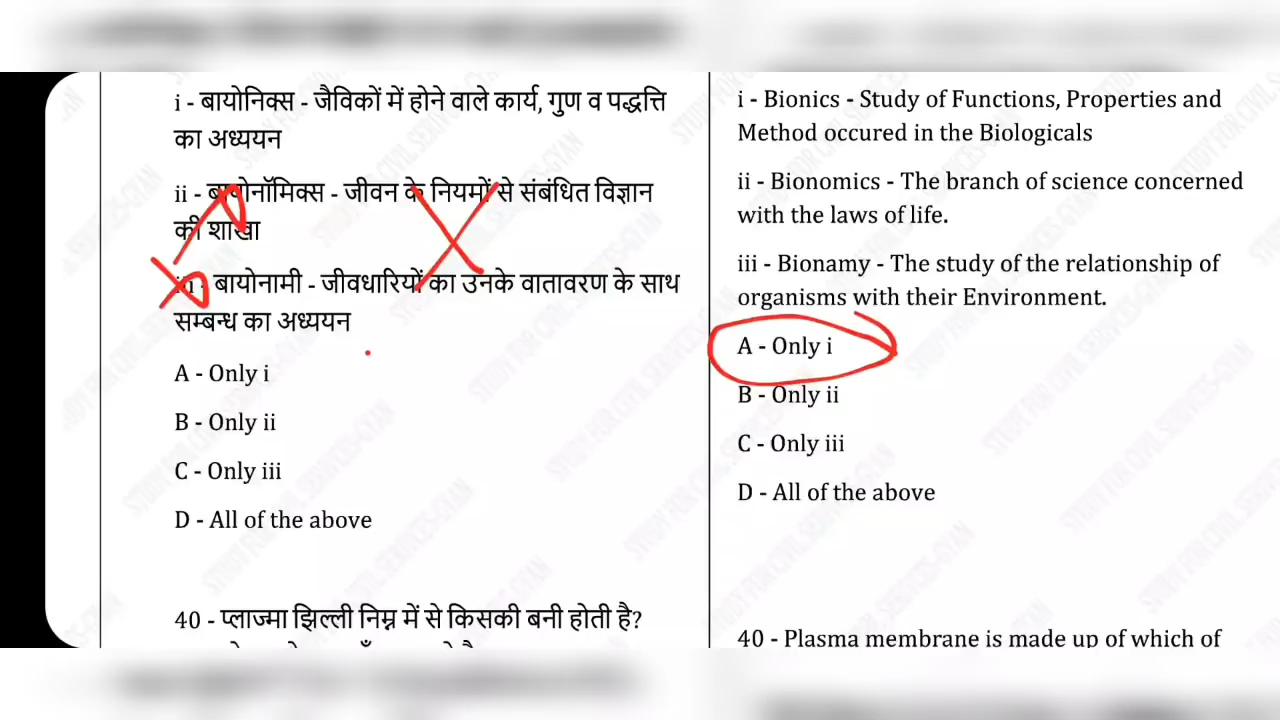 i - बायोनिक्स - जैविकों में होने वाले कार्य, गुण व पद्धत्ति
का अध्ययन
ii - बायोनॉमिक्स - जीवन के नियमों से संबंधित विज्ञान
की शाखा
iii - बायोनामी - जीवधारियों का उनके वातावरण के साथ
सम्बन्ध का अध्ययन
A - Only i
B - Only ii
C - Only iii
D - All of the above
40 - प्लाज्मा झिल्ली निम्न में से किसकी बनी होती है?
i - Bionics - Study of Functions, Properties and
Method occured in the Biologicals
ii - Bionomics - The branch of science concerned
with the laws of life.
iii - Bionamy - The study of the relationship of
organisms with their Environment.
A - Only i
B - Only ii
C - Only iii
D - All of the above
40 - Plasma membrane is made up of which of